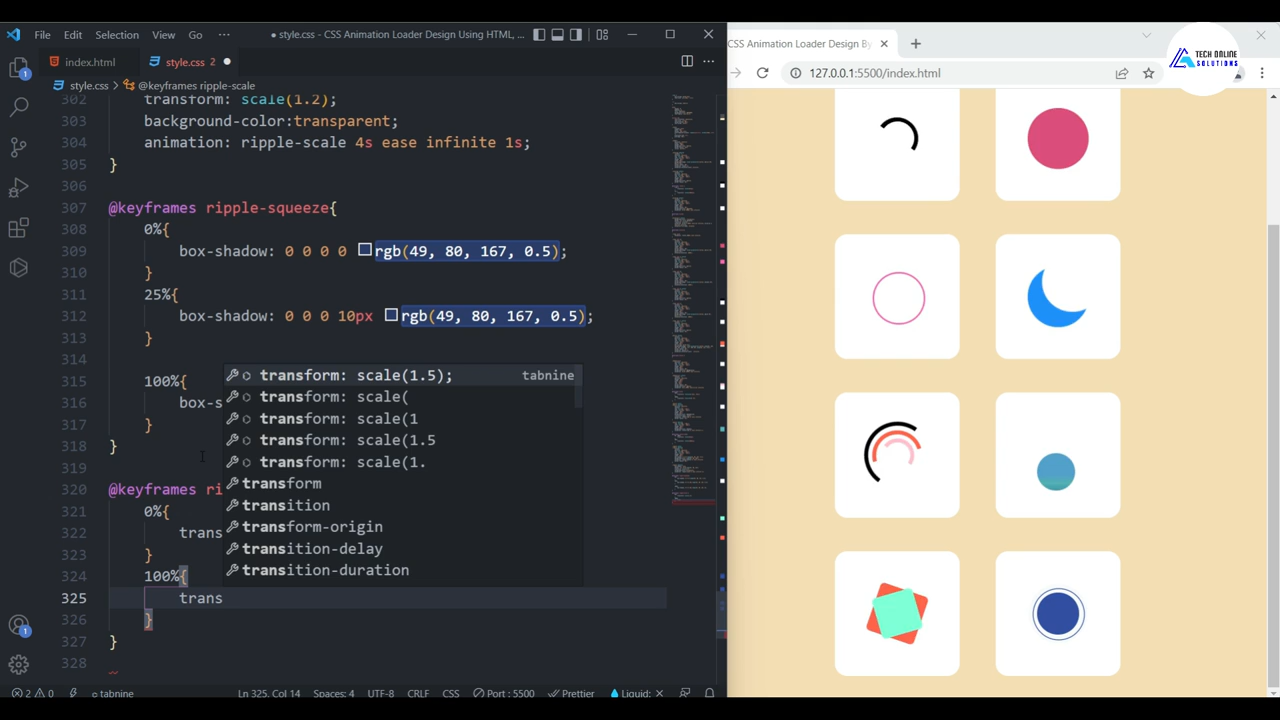 File Edit Selection View Go ··· ● style.css - CSS Animation Loader Design Using HTML, ...
index.html
style.css 2 ●
style.css > @keyframes ripple-scale
302 transform: scale(1.2);
303 background-color:transparent;
304 animation: ripple-scale 4s ease infinite 1s;
305 }
306
307 @keyframes ripple-squeeze{
308 0%{
309 box-shadow: 0 0 0 0 rgb(49, 80, 167, 0.5);
310 }
311 25%{
312 box-shadow: 0 0 0 10px rgb(49, 80, 167, 0.5);
313 }
314
315 100%{
316 box-s
317 }
318 }
319
320 @keyframes ri
321 0%{
322 trans
323 }
324 100%{
325 trans
326 }
327 }
328
transform: scale(1.5); tabnine
transform: scale(
transform: scale(1
transform: scale(1.5
transform: scale(1.
transform
transition
transform-origin
transition-delay
transition-duration
1
1
2 0 tabnine Ln 325, Col 14 Spaces: 4 UTF-8 CRLF CSS Port : 5500 Prettier Liquid:
CSS Animation Loader Design By
127.0.0.1:5500/index.html
TECH ONLINE
SOLUTIONS